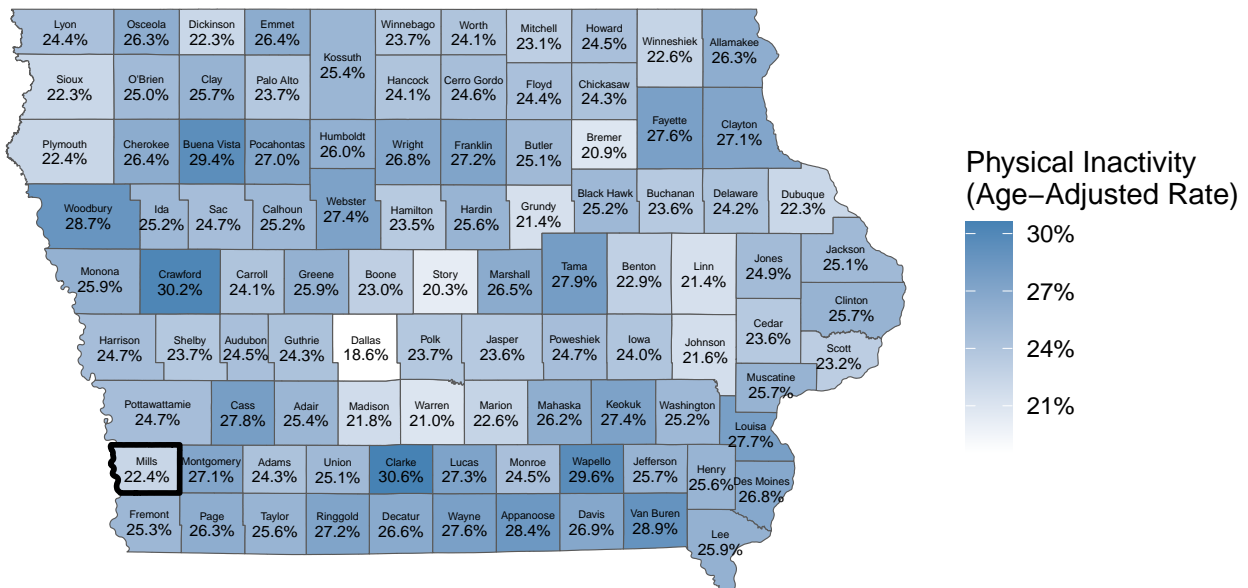 Lyon
24.4%
Osceola
26.3%
Dickinson
22.3%
Emmet
26.4%
Kossuth
25.4%
Winnebago
23.7%
Worth
24.1%
Mitchell
23.1%
Howard
24.5%
Winneshiek
22.6%
Allamakee
26.3%
Sioux
22.3%
O'Brien
25.0%
Clay
25.7%
Palo Alto
23.7%
Hancock
24.1%
Cerro Gordo
24.6%
Floyd
24.4%
Chickasaw
24.3%
Fayette
27.6%
Clayton
27.1%
Plymouth
22.4%
Cherokee
26.4%
Buena Vista
29.4%
Pocahontas
27.0%
Humboldt
26.0%
Wright
26.8%
Franklin
27.2%
Butler
25.1%
Bremer
20.9%
Woodbury
28.7%
Ida
25.2%
Sac
24.7%
Calhoun
25.2%
Webster
27.4%
Hamilton
23.5%
Hardin
25.6%
Grundy
21.4%
Black Hawk
25.2%
Buchanan
23.6%
Delaware
24.2%
Dubuque
22.3%
Monona
25.9%
Crawford
30.2%
Carroll
24.1%
Greene
25.9%
Boone
23.0%
Story
20.3%
Marshall
26.5%
Tama
27.9%
Benton
22.9%
Linn
21.4%
Jones
24.9%
Jackson
25.1%
Clinton
25.7%
Harrison
24.7%
Shelby
23.7%
Audubon
24.5%
Guthrie
24.3%
Dallas
18.6%
Polk
23.7%
Jasper
23.6%
Poweshiek
24.7%
Iowa
24.0%
Johnson
21.6%
Cedar
23.6%
Scott
23.2%
Muscatine
25.7%
Pottawattamie
24.7%
Cass
27.8%
Adair
25.4%
Madison
21.8%
Warren
21.0%
Marion
22.6%
Mahaska
26.2%
Keokuk
27.4%
Washington
25.2%
Louisa
27.7%
Mills
22.4%
Montgomery
27.1%
Adams
24.3%
Union
25.1%
Clarke
30.6%
Lucas
27.3%
Monroe
24.5%
Wapello
29.6%
Jefferson
25.7%
Henry
25.6%
Des Moines
26.8%
Fremont
25.3%
Page
26.3%
Taylor
25.6%
Ringgold
27.2%
Decatur
26.6%
Wayne
27.6%
Appanoose
28.4%
Davis
26.9%
Van Buren
28.9%
Lee
25.9%
Physical Inactivity
(Age−Adjusted Rate)
30%
27%
24%
21%